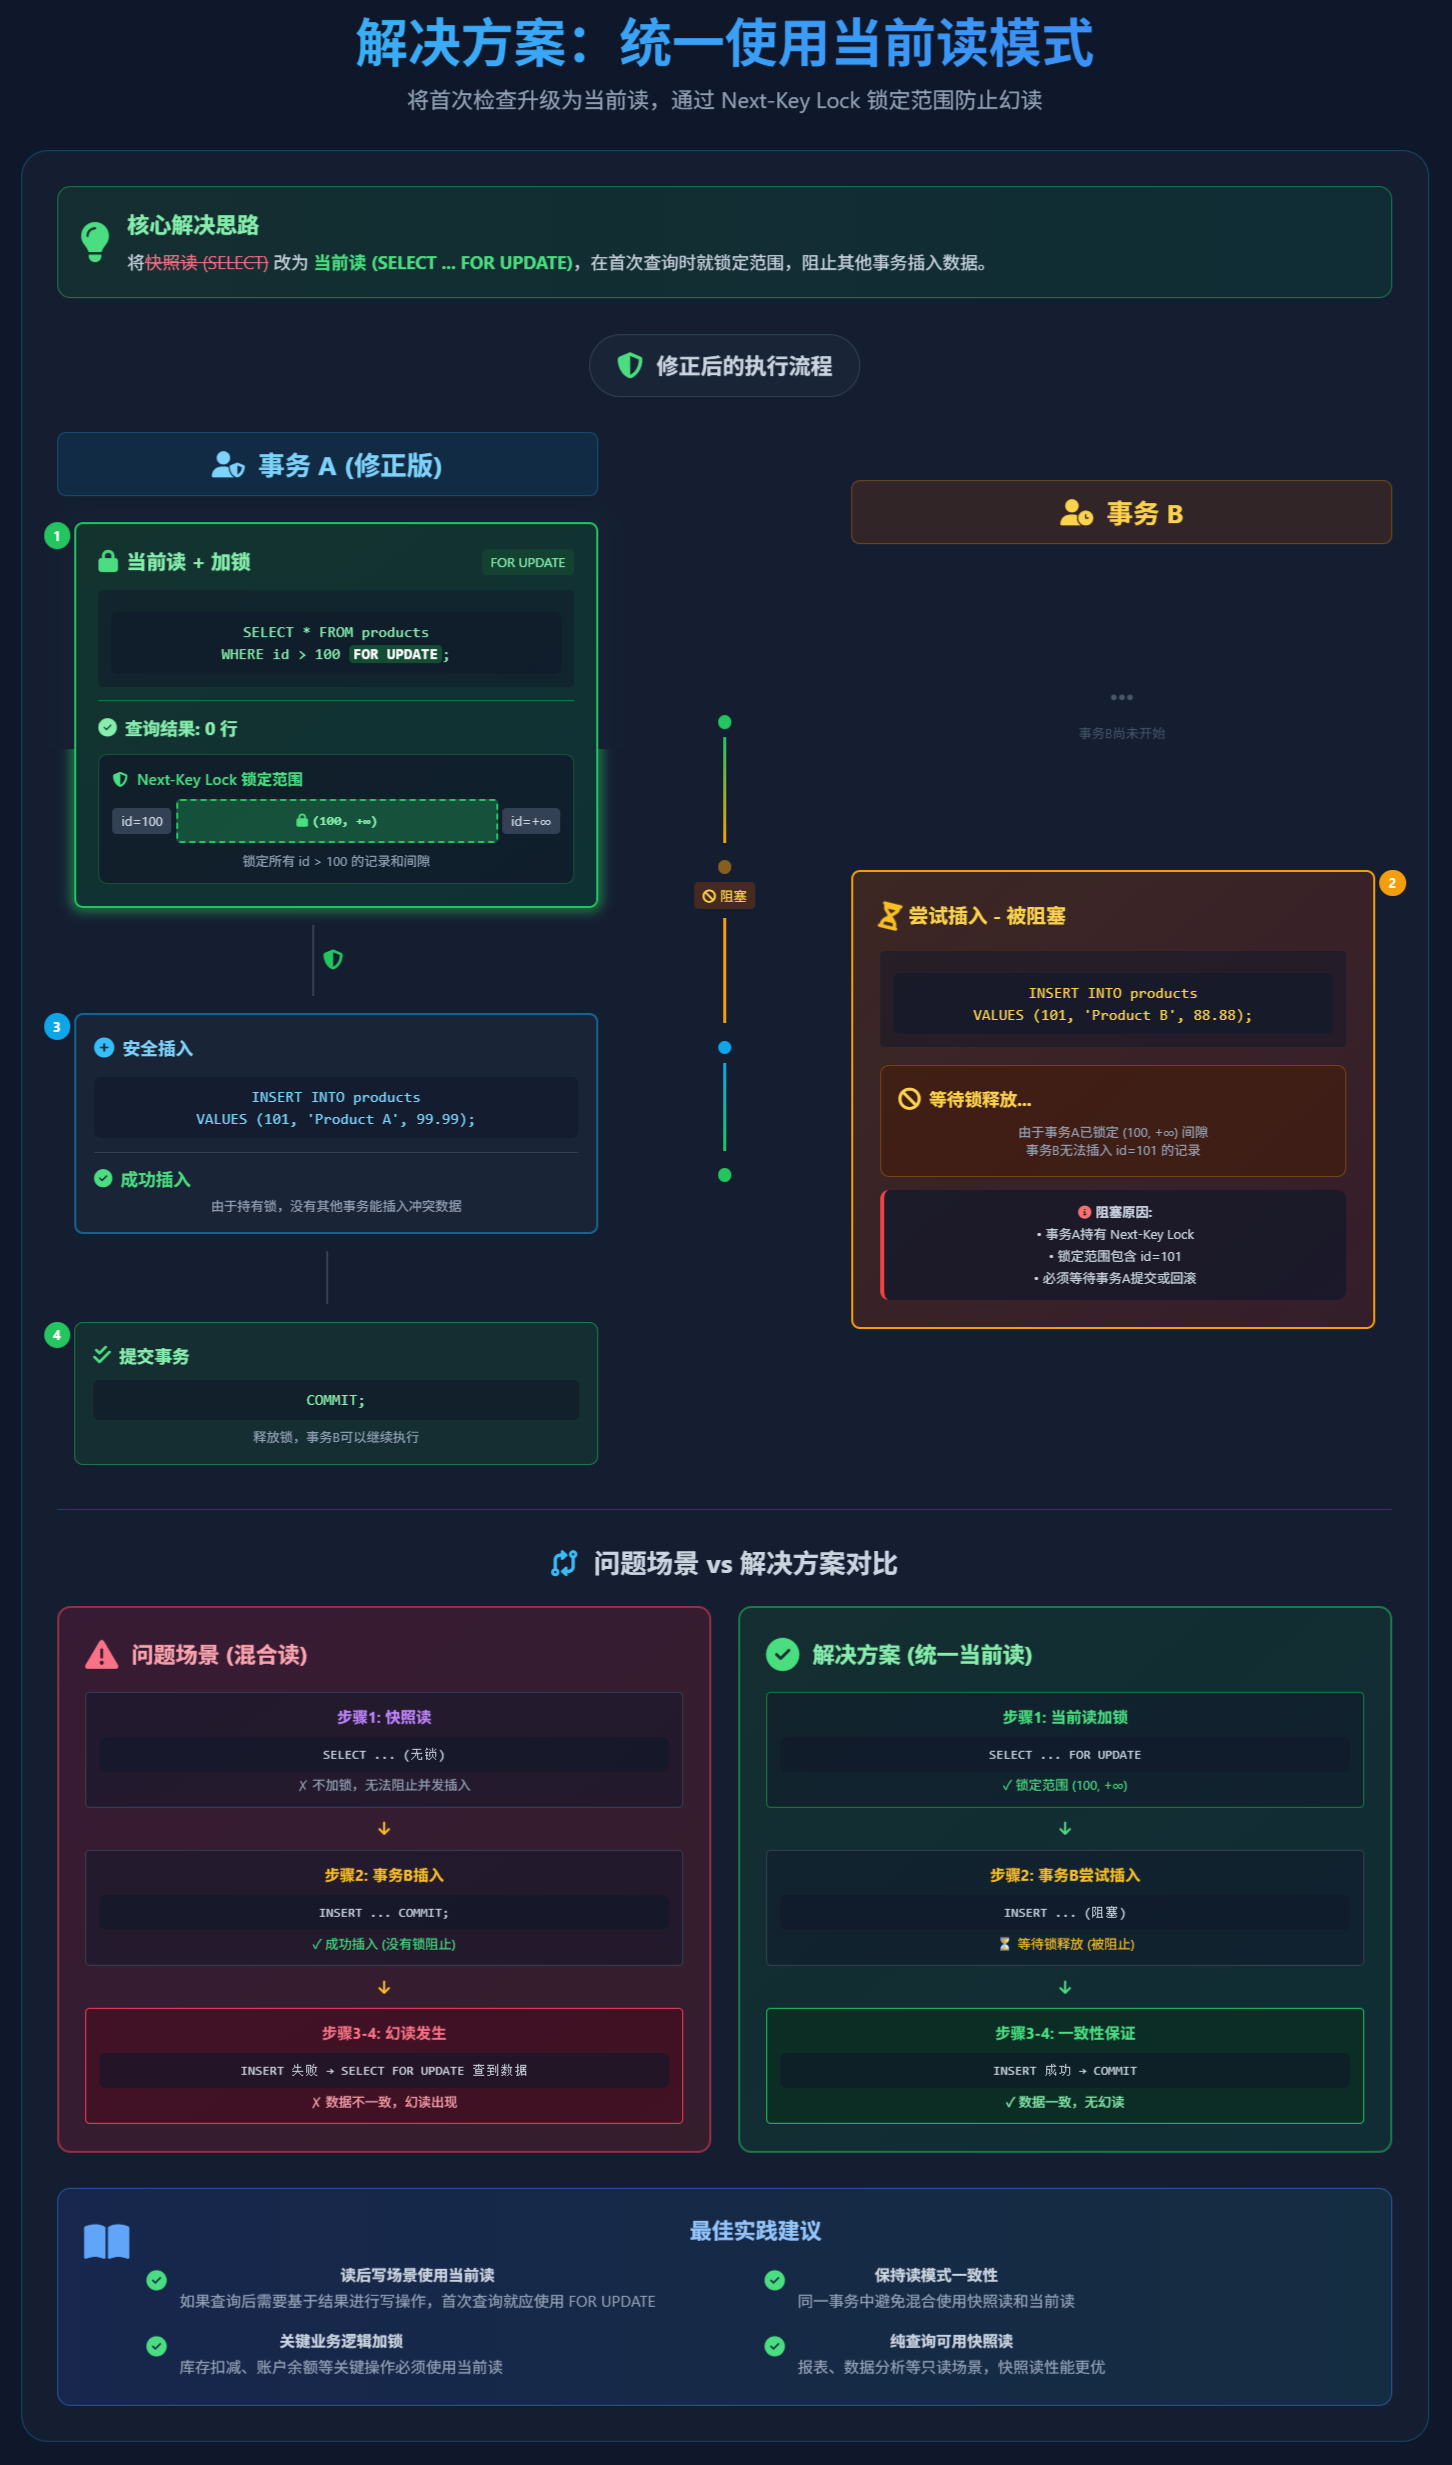 解决方案：统一使用当前读模式
将首次检查升级为当前读，通过 Next-Key Lock 锁定范围防止幻读
核心解决思路
将快照读 (SELECT) 改为 当前读 (SELECT ... FOR UPDATE)，在首次查询时就锁定范围，阻止其他事务插入数据。
修正后的执行流程
事务 A (修正版)
事务 B
1
当前读 + 加锁
FOR UPDATE
SELECT * FROM products
WHERE id > 100 FOR UPDATE;
查询结果: 0 行
Next-Key Lock 锁定范围
id=100
(100, +∞)
id=+∞
锁定所有 id > 100 的记录和间隙
•••
事务B尚未开始
阻塞
2
尝试插入 - 被阻塞
INSERT INTO products
VALUES (101, 'Product B', 88.88);
等待锁释放...
由于事务A已锁定 (100, +∞) 间隙
事务B无法插入 id=101 的记录
阻塞原因:
• 事务A持有 Next-Key Lock
• 锁定范围包含 id=101
• 必须等待事务A提交或回滚
3
安全插入
INSERT INTO products
VALUES (101, 'Product A', 99.99);
成功插入
由于持有锁，没有其他事务能插入冲突数据
4
提交事务
COMMIT;
释放锁，事务B可以继续执行
问题场景 vs 解决方案对比
问题场景 (混合读)
步骤1: 快照读
SELECT ... (无锁)
✗ 不加锁，无法阻止并发插入
↓
步骤2: 事务B插入
INSERT ... COMMIT;
✓ 成功插入 (没有锁阻止)
↓
步骤3-4: 幻读发生
INSERT 失败 → SELECT FOR UPDATE 查到数据
✗ 数据不一致，幻读出现
解决方案 (统一当前读)
步骤1: 当前读加锁
SELECT ... FOR UPDATE
✓ 锁定范围 (100, +∞)
↓
步骤2: 事务B尝试插入
INSERT ... (阻塞)
⏳ 等待锁释放 (被阻止)
↓
步骤3-4: 一致性保证
INSERT 成功 → COMMIT
✓ 数据一致，无幻读
最佳实践建议
读后写场景使用当前读
如果查询后需要基于结果进行写操作，首次查询就应使用 FOR UPDATE
保持读模式一致性
同一事务中避免混合使用快照读和当前读
关键业务逻辑加锁
库存扣减、账户余额等关键操作必须使用当前读
纯查询可用快照读
报表、数据分析等只读场景，快照读性能更优